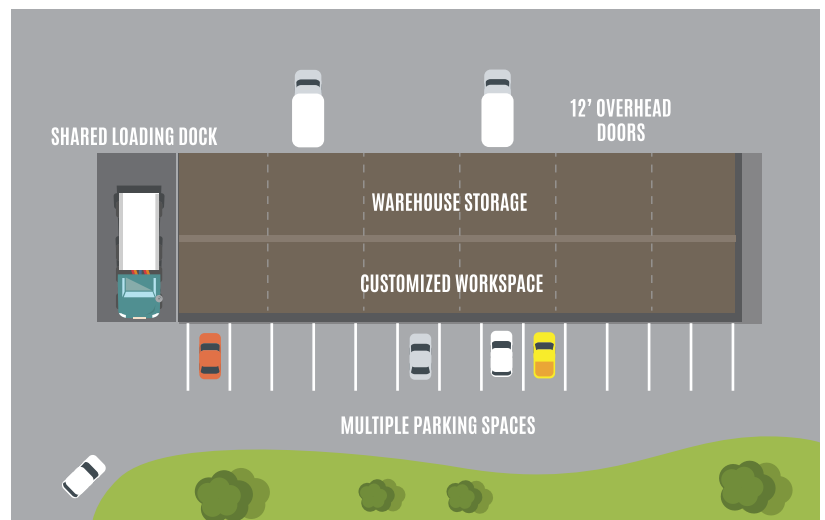 12’ OVERHEAD
DOORS
SHARED LOADING DOCK
WAREHOUSE STORAGE
CUSTOMIZED WORKSPACE
MULTIPLE PARKING SPACES